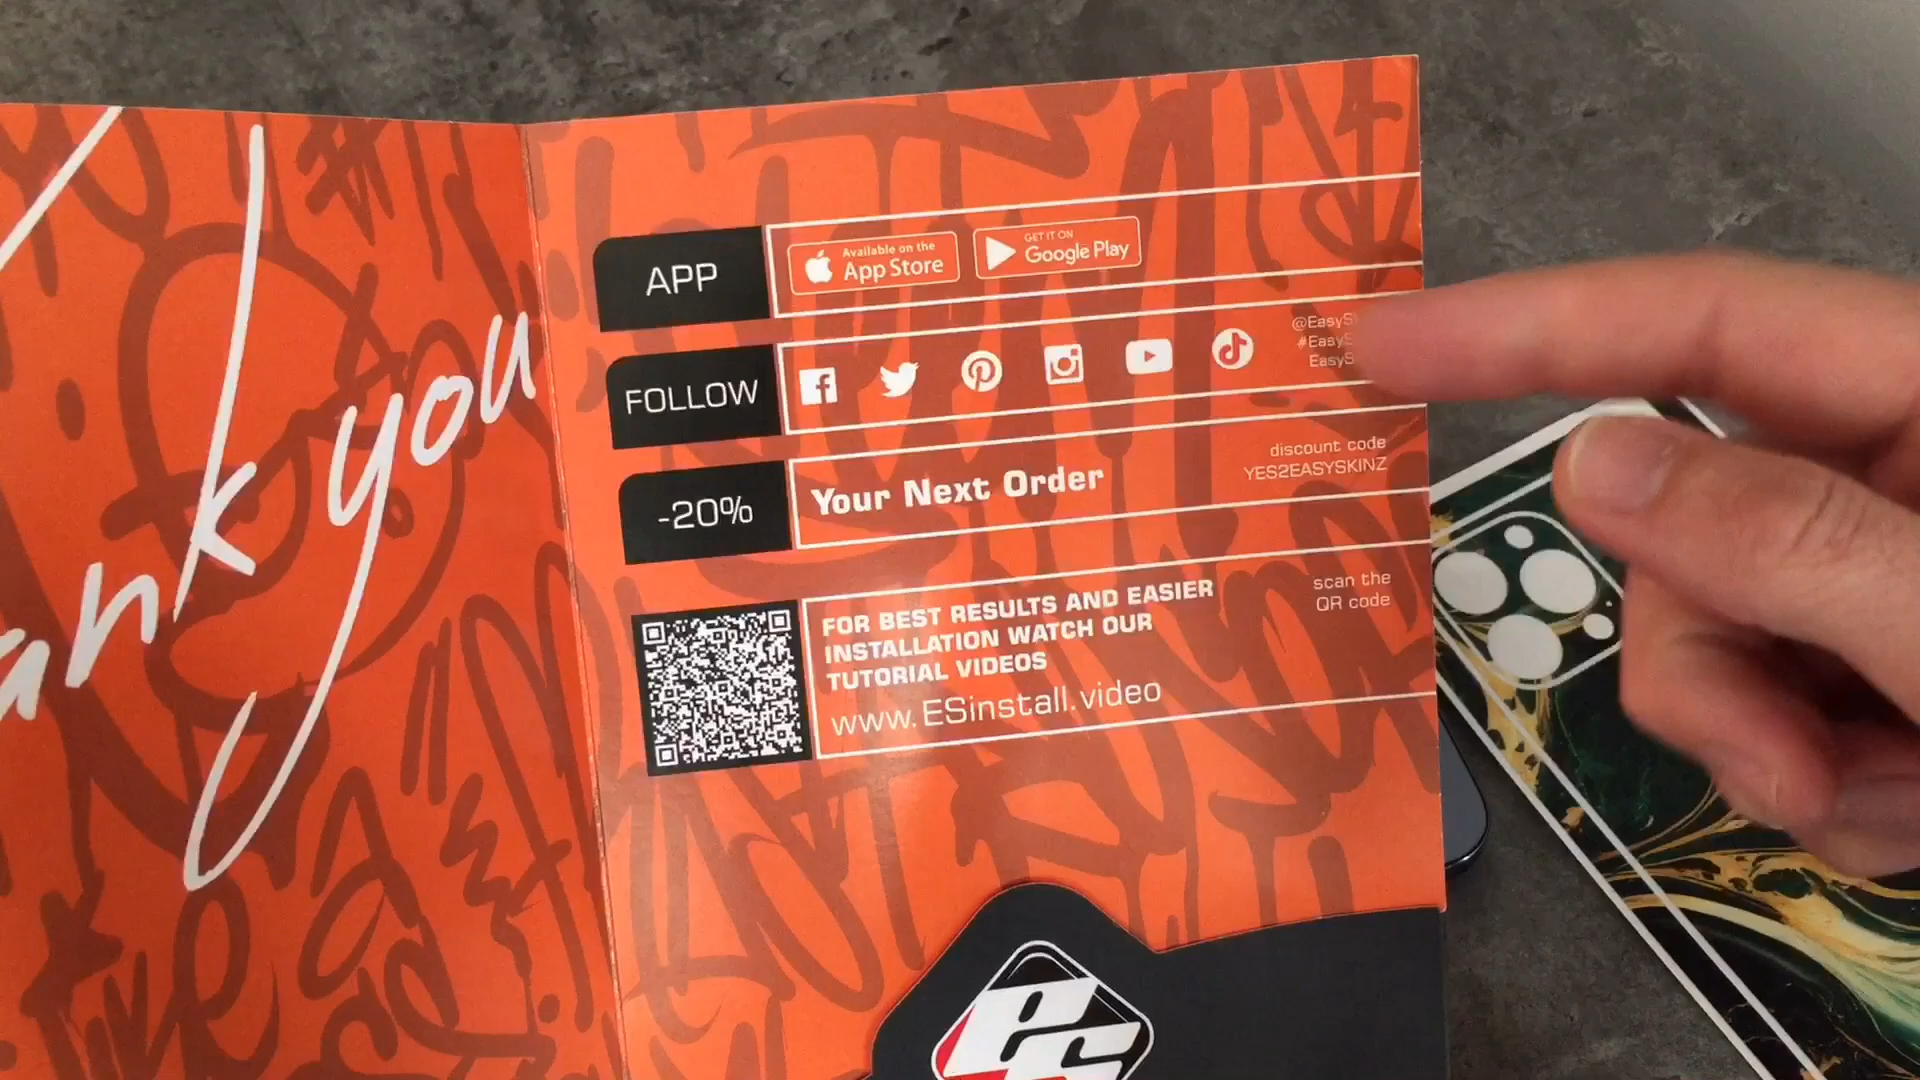 you
APP
Available on the
App Store
GET IT ON
Google Play
FOLLOW
-20%
Your Next Order
discount code
YES2EASYSKINZ
FOR BEST RESULTS AND EASIER
INSTALLATION WATCH OUR
TUTORIAL VIDEOS
www.ESinstall.video
scan the
QR code